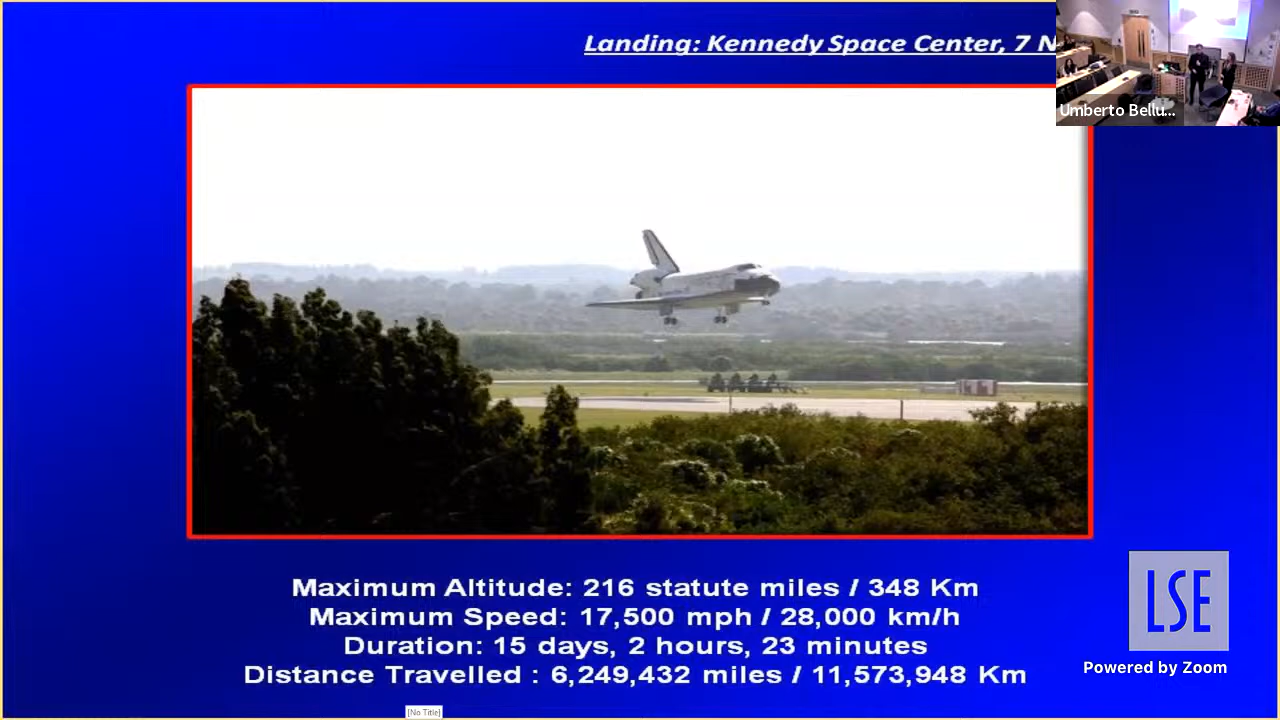 Landing: Kennedy Space Center, 7 N
Umberto Bellu...
Maximum Altitude: 216 statute miles / 348 Km
Maximum Speed: 17,500 mph / 28,000 km/h
Duration: 15 days, 2 hours, 23 minutes
Distance Travelled : 6,249,432 miles / 11,573,948 Km
LSE
Powered by Zoom
[No Title]